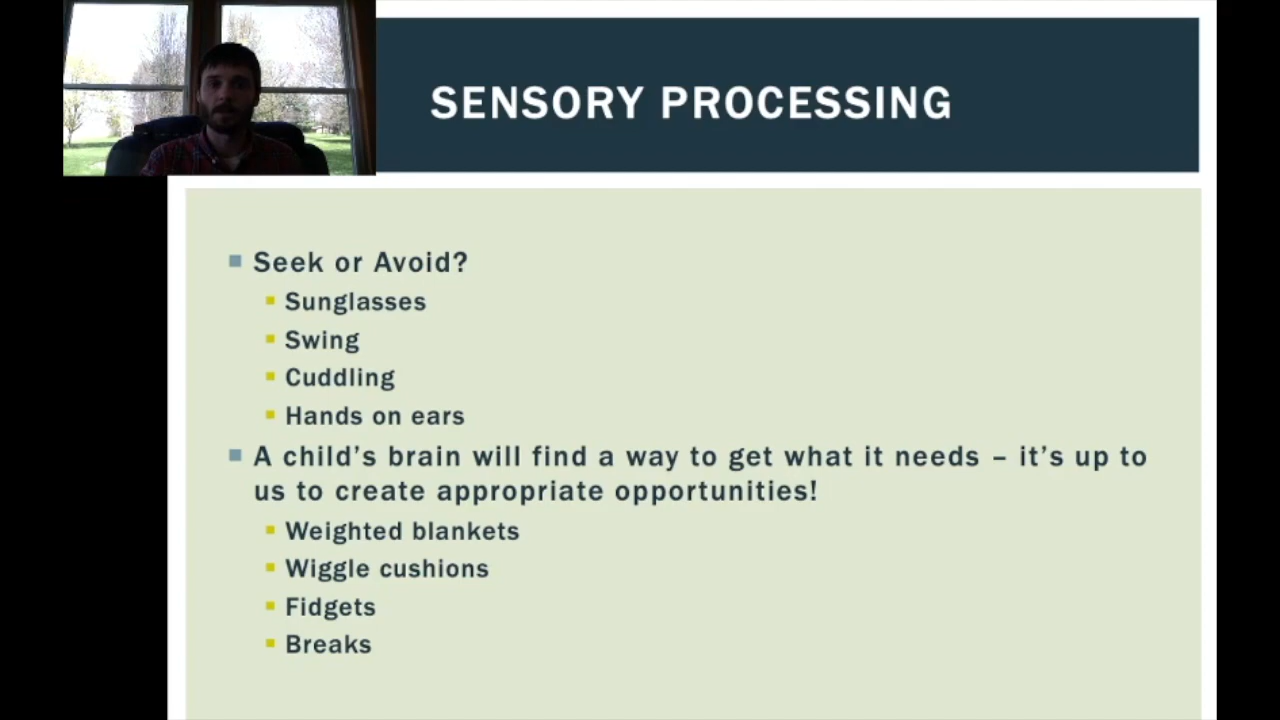 SENSORY PROCESSING
Seek or Avoid?
Sunglasses
Swing
Cuddling
Hands on ears
A child’s brain will find a way to get what it needs – it’s up to
us to create appropriate opportunities!
Weighted blankets
Wiggle cushions
Fidgets
Breaks